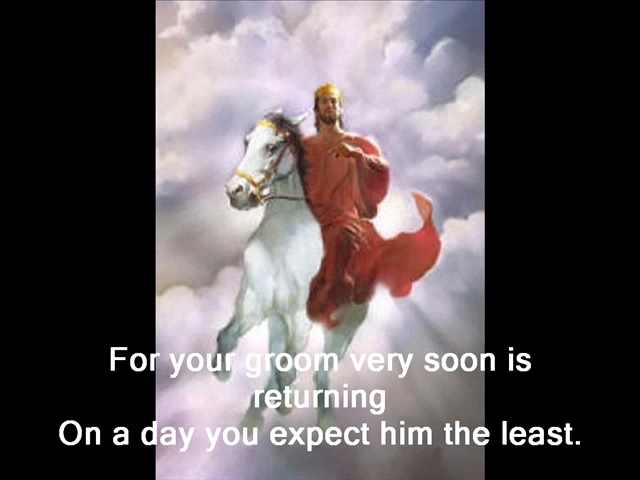 For your groom very soon is
returning
On a day you expect him the least.